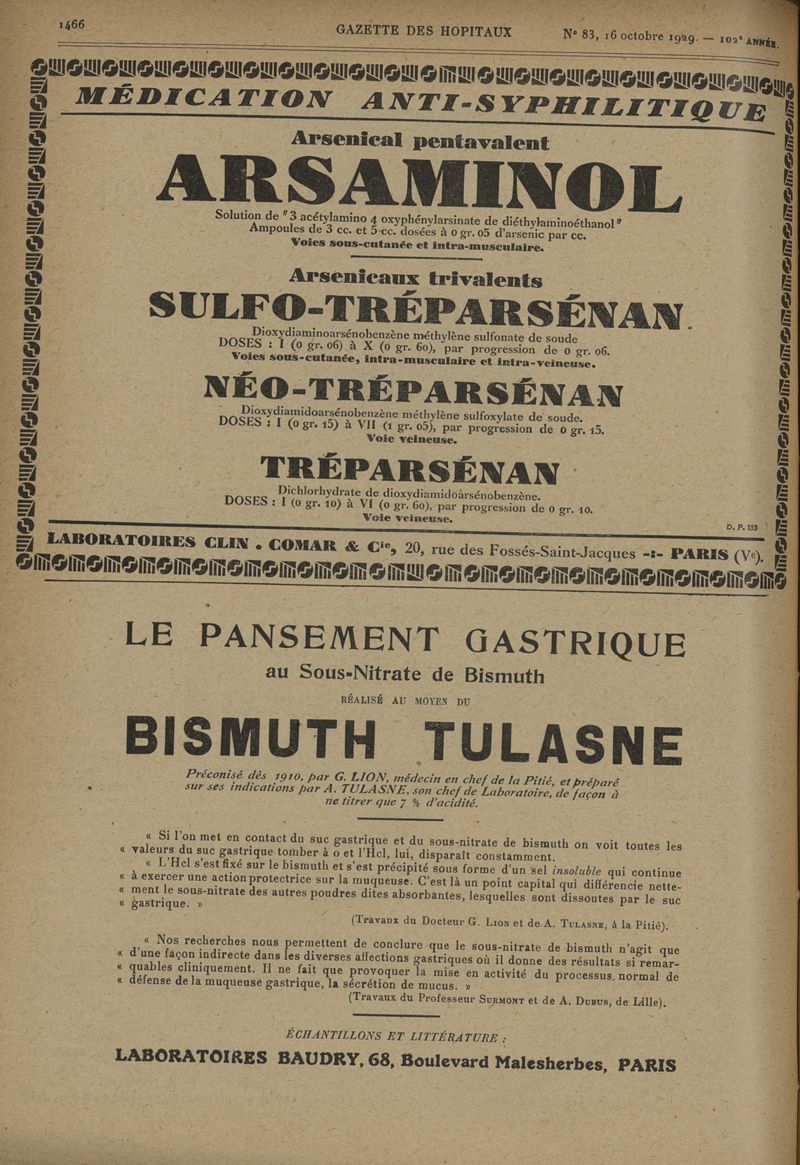 1466
GAZETTE DES HOPITAUX
N° 83, 16 octobre 1929. — 102e ANNÉE.
MÉDICATION ANTI-SYPHILITIQUE
Arsenical pentavalent
ARSAMINOL
Solution de "3 acétylamino 4 oxyphénylarsinate de diéthylaminoéthanol"
Ampoules de 3 cc. et 5 cc. dosées à 0 gr. 05 d'arsenic par cc.
Voies sous-cutanée et intra-musculaire.
Arsenicaux trivalents
SULFO-TRÉPARSÉNAN
Dioxydiaminoarsénobenzène méthylène sulfonate de soude
DOSES : I (0 gr. 06) à X (0 gr. 60), par progression de 0 gr. 06.
Voies sous-cutanée, intra-musculaire et intra-veineuse.
NÉO-TRÉPARSÉNAN
Dioxydiamidoarsénobenzène méthylène sulfoxylate de soude.
DOSES : I (0 gr. 15) à VII (1 gr. 05), par progression de 0 gr. 15.
Voie veineuse.
TRÉPARSÉNAN
Dichlorhydrate de dioxydiamidoarsénobenzène.
DOSES : I (0 gr. 10) à VI (0 gr. 60), par progression de 0 gr. 10.
Voie veineuse.
D. P. 133
LABORATOIRES CLIN . COMAR & Cie, 20, rue des Fossés-Saint-Jacques -:- PARIS (Ve).
LE PANSEMENT GASTRIQUE
au Sous-Nitrate de Bismuth
RÉALISÉ AU MOYEN DU
BISMUTH TULASNE
Préconisé dès 1910, par G. LION, médecin en chef de la Pitié, et préparé
sur ses indications par A. TULASNE, son chef de Laboratoire, de façon à
ne titrer que 7 % d'acidité.
« Si l'on met en contact du suc gastrique et du sous-nitrate de bismuth on voit toutes les
« valeurs du suc gastrique tomber à 0 et l'Hcl, lui, disparaît constamment.
« L'Hcl s'est fixé sur le bismuth et s'est précipité sous forme d'un sel insoluble qui continue
« à exercer une action protectrice sur la muqueuse. C'est là un point capital qui différencie nette-
« ment le sous-nitrate des autres poudres dites absorbantes, lesquelles sont dissoutes par le suc
« gastrique. »
(Travaux du Docteur G. LION et de A. TULASNE, à la Pitié).
« Nos recherches nous permettent de conclure que le sous-nitrate de bismuth n'agit que
« d'une façon indirecte dans les diverses affections gastriques où il donne des résultats si remar-
« quables cliniquement. Il ne fait que provoquer la mise en activité du processus normal de
« défense de la muqueuse gastrique, la sécrétion de mucus. »
(Travaux du Professeur SURMONT et de A. DUBUS, de Lille).
ÉCHANTILLONS ET LITTÉRATURE :
LABORATOIRES BAUDRY, 68, Boulevard Malesherbes, PARIS